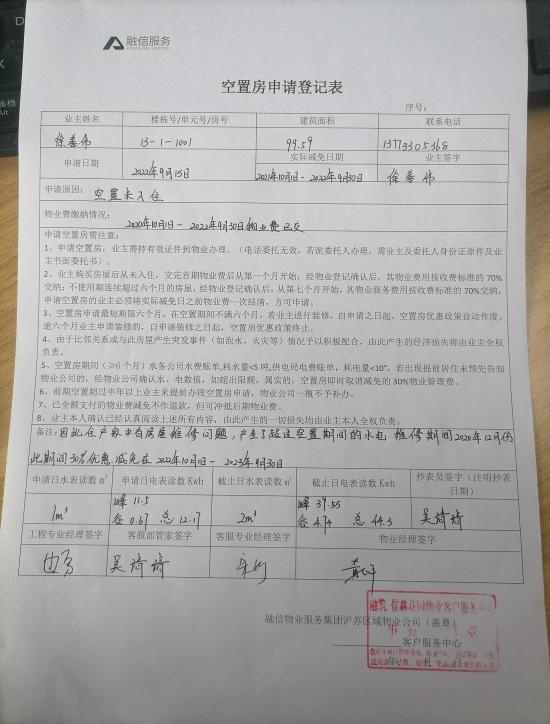 融信服务
空置房申请登记表
序号：
业主姓名 楼栋号/单元号/房号 建筑面积 联系电话
徐善伟 13-1-1001 99.59 13773305368
申请日期 实际减免日期 业主签字
2022年9月15日 2021年10月1日-2022年9月30日 徐善伟
申请原因：空置未入住
物业费缴纳情况：
2020年10月1日-2022年9月30日物业费已交
申请空置房需注意：
1、申请空置房，业主需持有效证件到物业办理。（电话委托无效，若派委托人办理，需业主及委托人身份证原件及业
主书面委托书）。
2、业主购买房屋后从未入住，交完首期物业费后从第一个月开始，经物业登记确认后，其物业费用按收费标准的 70%
交纳；不使用期连续超过六个月的房屋，经物业登记确认后，从第七个月开始，其物业服务费用按收费标准的 70%交纳，
申请空置房的业主必须将实际减免日之前物业费一次结清，方可申请。
3、空置房申请最短期限六个月，在空置期间不满六个月，若业主进行装修，自申请之日起，空置房优惠政策自动作废。
逾六个月业主申请装修的，自申请装修之日起，空置房优惠政策终止。
4、由于比邻关系或与此房屋产生突发事件（如泡水、火灾等）情况予以积极配合，由此产生的经济损失将由业主全权
负责。
5、空置房期间（≥6 个月）水务公司水费账单，耗水量<5 吨，供电局电费账单，耗电量<10°，若出现提前居住未预先告
知物业公司的，经物业公司确认水、电数值，如超出限额，属实的，空置房即时取消减免的 30%物业管理费。
6、前期空置超过半年以上业主未提前办理空置房申请，物业公司一概不予补办。
7、已全额支付的物业费减免不作退款，但可冲抵后期物业费。
8、业主本人确认已经认真阅读上述所有内容，由此产生的一切损失均由业主本人全权负责。
备注：因此住户家中有房屋维修问题，产生了超过空置期间的水电 维修期间2020年12月份
此期间30%优惠.减免在2022年10月1日-2023年9月30日
申请日水表读数 m³ 申请日电表读数 Kwh 截止日水表读数 m³ 截止日电表读数 Kwh 抄表员签字（注明抄表
日期）
1m³ 峰 11.5 2m³ 峰 39.55 吴琦琦
谷 0.67 总 12.17 谷 4.74 总 44.3
工程专业经理签字 客服部管家签字 客服专业经理签字 物业经理签字
吴琦琦
融信物业服务集团沪苏区域物业公司（盖章）
客户服务中心
年 月 日